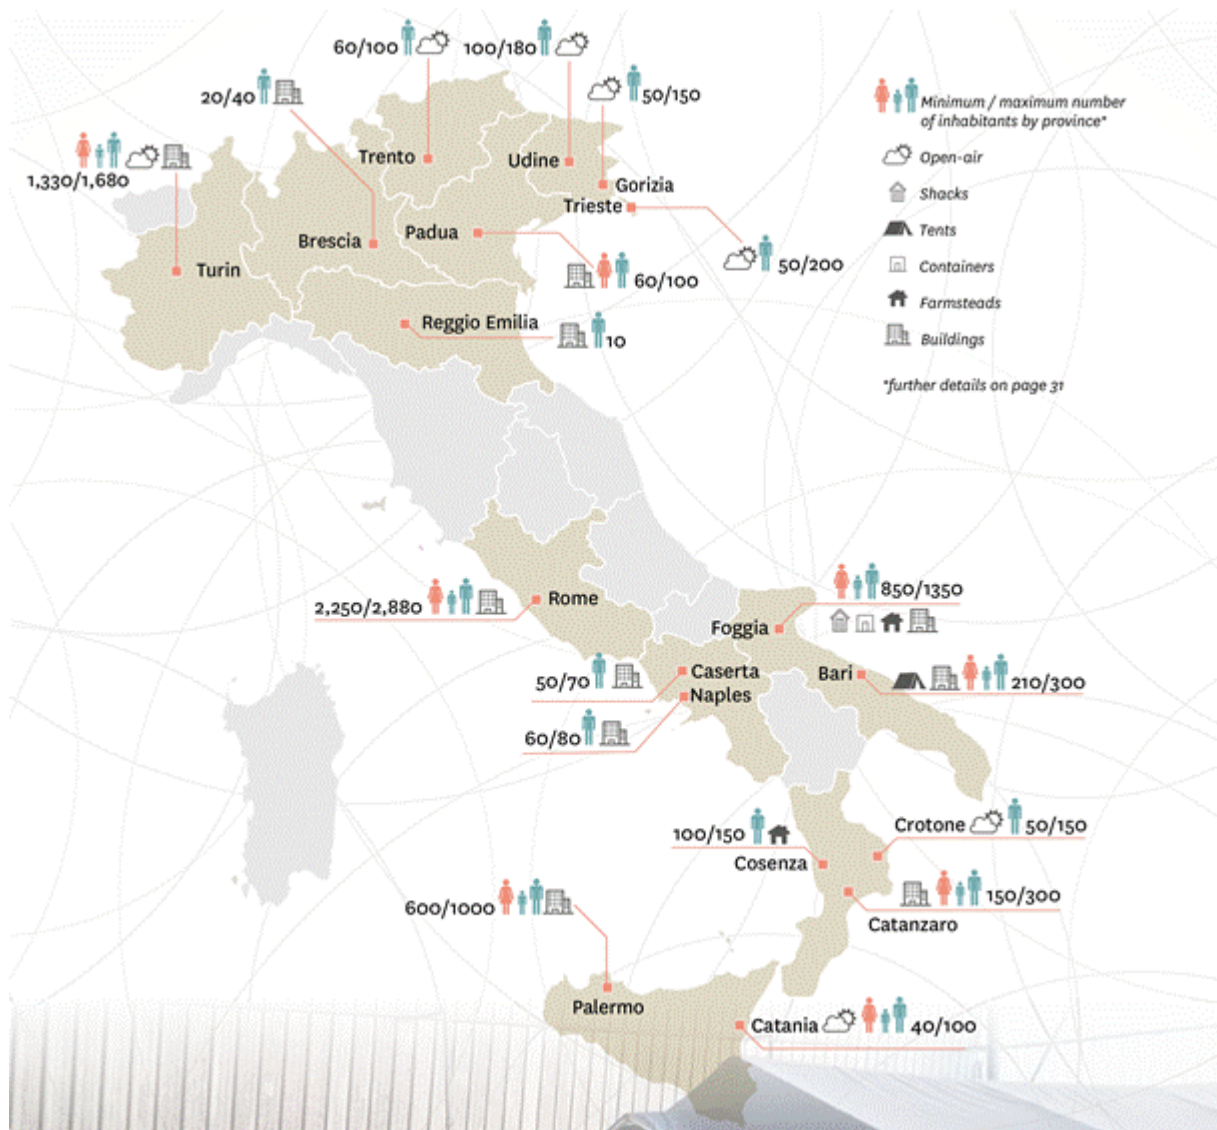 60/100
100/180
50/150
20/40
1,330/1,680
Trento
Udine
Gorizia
Trieste
Brescia
Padua
Turin
50/200
60/100
Reggio Emilia
10
Minimum / maximum number
of inhabitants by province*
Open-air
Shacks
Tents
Containers
Farmsteads
Buildings
*further details on page 31
2,250/2,880
Rome
850/1350
Foggia
50/70
Caserta
Bari
210/300
Naples
60/80
100/150
Cosenza
Crotone
50/150
150/300
Catanzaro
600/1000
Palermo
Catania
40/100